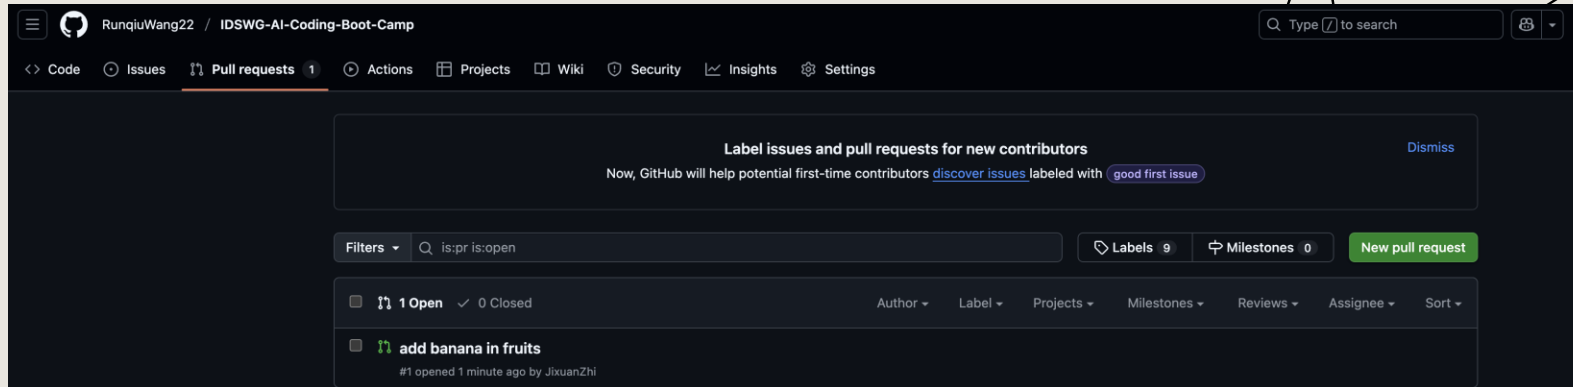 RunqiuWang22 / IDSWG-AI-Coding-Boot-Camp
Type / to search
<> Code Issues Pull requests 1 Actions Projects Wiki Security Insights Settings
Label issues and pull requests for new contributors
Dismiss
Now, GitHub will help potential first-time contributors discover issues labeled with good first issue
Filters is:pr is:open Labels 9 Milestones 0 New pull request
1 Open 0 Closed Author Label Projects Milestones Reviews Assignee Sort
add banana in fruits
#1 opened 1 minute ago by JixuanZhi